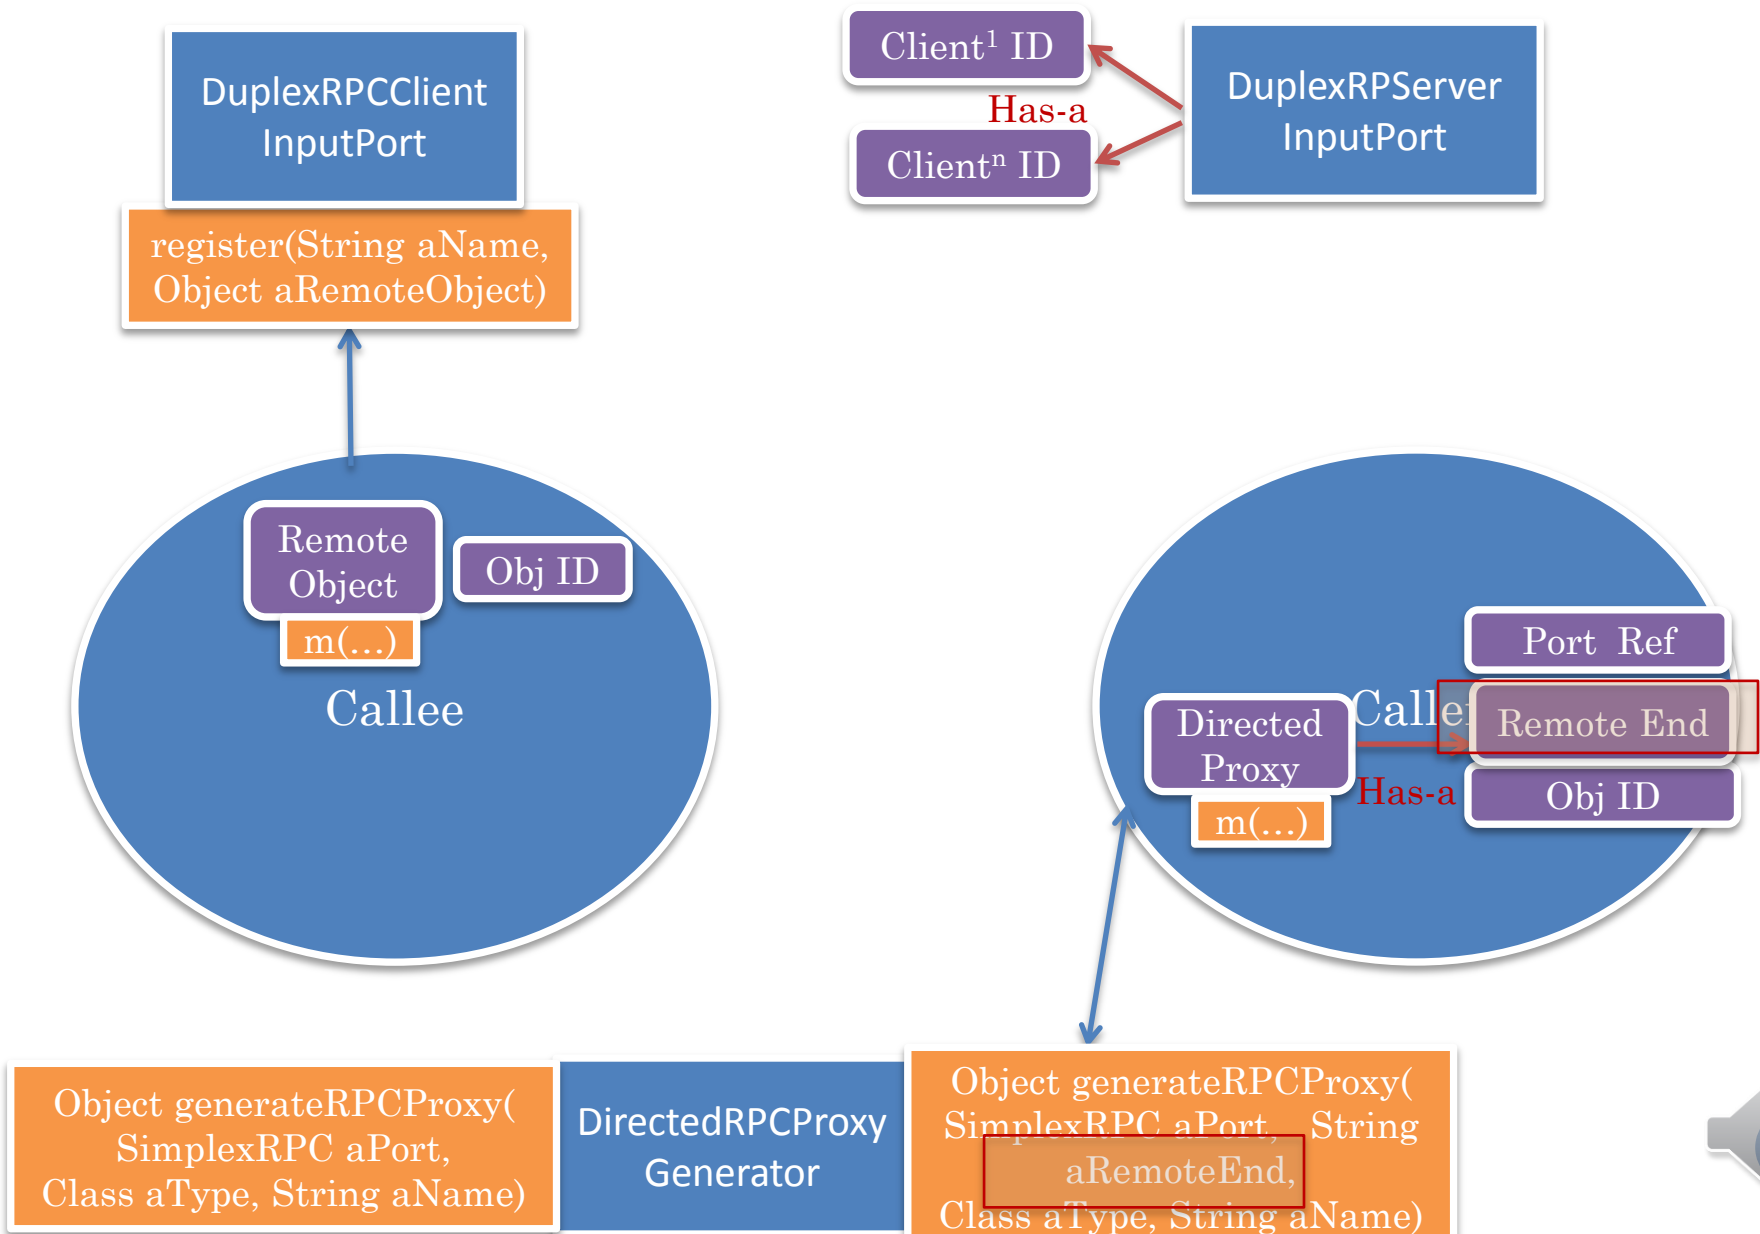 DuplexRPCClient
InputPort
register(String aName,
Object aRemoteObject)
Client¹ ID
Has-a
Clientⁿ ID
DuplexRPServer
InputPort
Remote
Object
Obj ID
m(...)
Callee
Port Ref
Caller
Remote End
Directed
Proxy
Has-a
Obj ID
m(...)
Object generateRPCProxy(
SimplexRPC aPort,
Class aType, String aName)
DirectedRPCProxy
Generator
Object generateRPCProxy(
SimplexRPC aPort, String
aRemoteEnd,
Class aType, String aName)